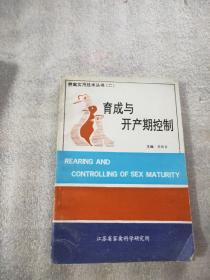 养禽实用技术丛书(二)
育成与
开产期控制
主编
REARING AND
CONTROLLING OF SEX MATURITY
江苏省家禽科学研究所